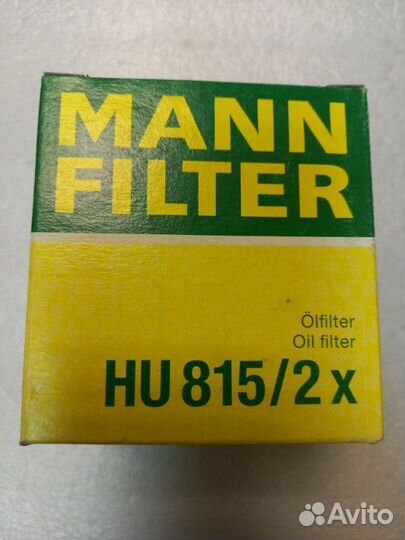 MANN
FILTER
Ölfilter
Oil filter
HU 815/2 x
Avito